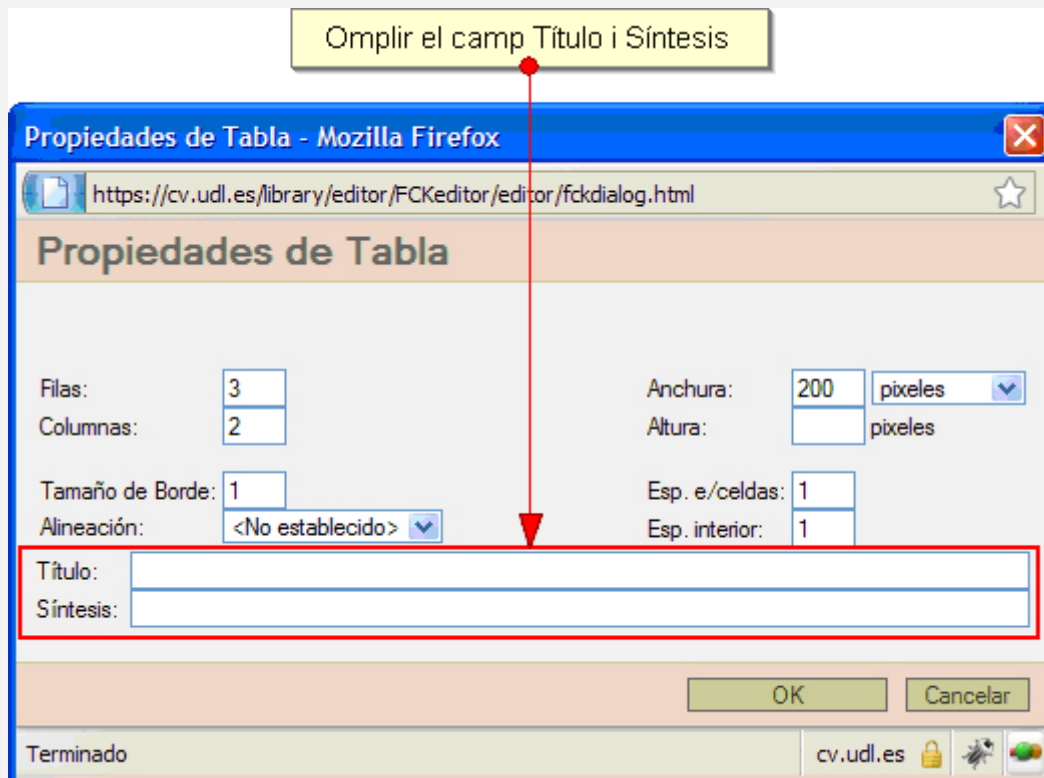 Omplir el camp Título i Síntesis
Propiedades de Tabla - Mozilla Firefox
https://cv.udl.es/library/editor/FCKeditor/editor/fckdialog.html
Propiedades de Tabla
Filas: 3 Anchura: 200 pixeles
Columnas: 2 Altura: pixeles
Tamaño de Borde: 1 Esp. e/celdas: 1
Alineación: <No establecido> Esp. interior: 1
Título:
Síntesis:
OK Cancelar
Terminado cv.udl.es